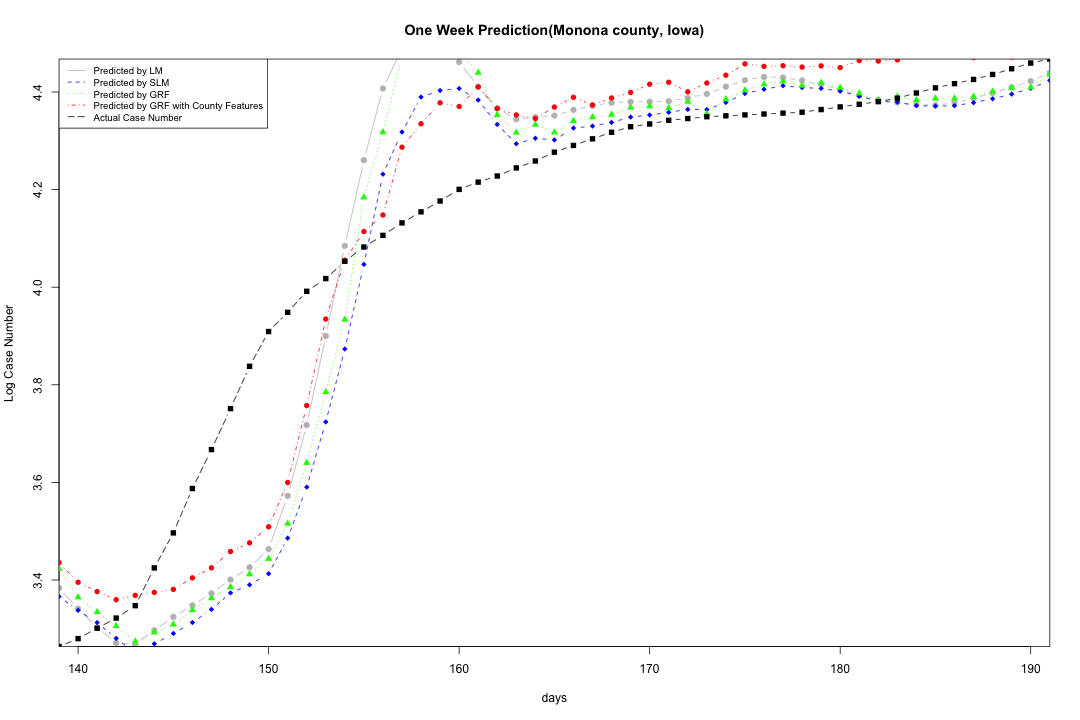 One Week Prediction(Monona county, Iowa)
Predicted by LM
Predicted by SLM
Predicted by GRF
Predicted by GRF with County Features
Actual Case Number
4.4
4.2
4.0
3.8
3.6
3.4
Log Case Number
140 150 160 170 180 190
days